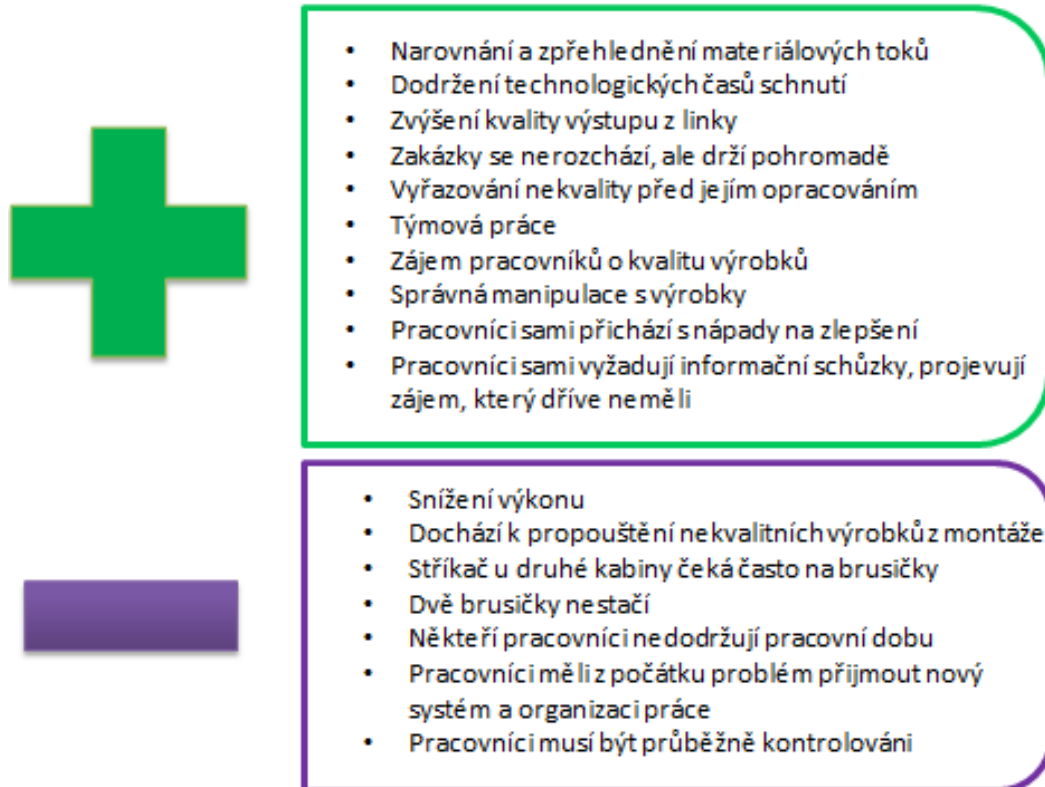 • Narovnání a zpřehlednění materiálových toků
• Dodržení technologických časů schnutí
• Zvýšení kvality výstupu z linky
• Zakázky se nerozchází, ale drží pohromadě
• Vyřazování nekvality před jejím opracováním
• Týmová práce
• Zájem pracovníků o kvalitu výrobků
• Správná manipulace s výrobky
• Pracovníci sami přichází s nápady na zlepšení
• Pracovníci sami vyžadují informační schůzky, projevují
zájem, který dříve neměli
• Snížení výkonu
• Dochází k propouštění nekvalitních výrobků z montáže
• Stříkač u druhé kabiny čeká často na brusičky
• Dvě brusičky nestačí
• Někteří pracovníci nedodržují pracovní dobu
• Pracovníci měli z počátku problém přijmout nový
systém a organizaci práce
• Pracovníci musí být průběžně kontrolováni